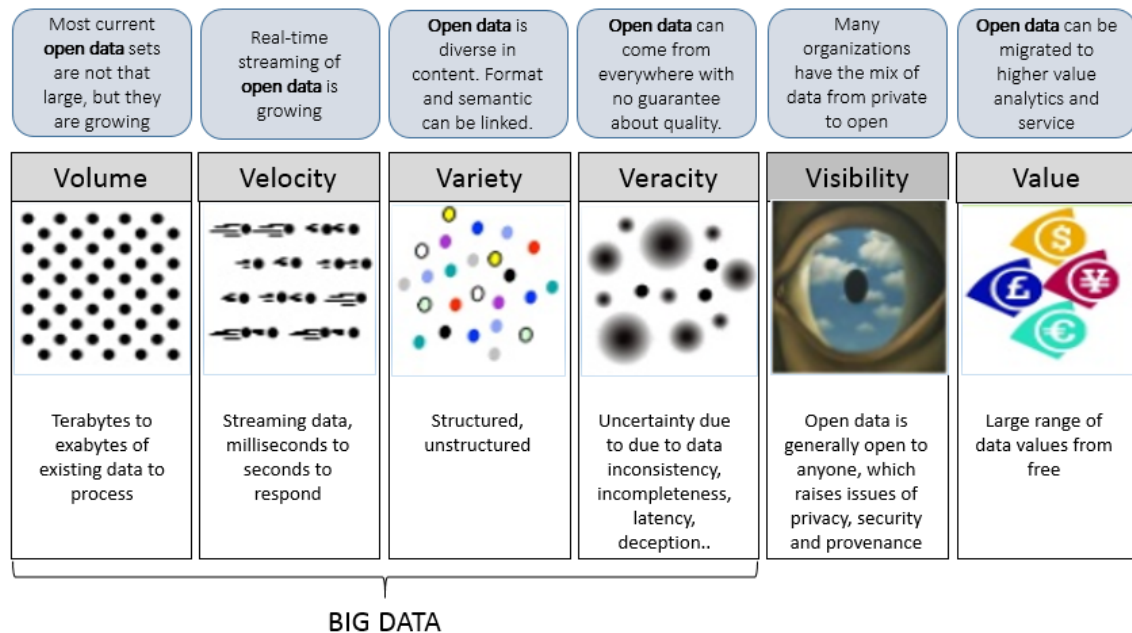 Most current
open data sets
are not that
large, but they
are growing
Real-time
streaming of
open data is
growing
Open data is
diverse in
content. Format
and semantic
can be linked.
Open data can
come from
everywhere with
no guarantee
about quality.
Many
organizations
have the mix of
data from private
to open
Open data can be
migrated to
higher value
analytics and
service
Volume
Velocity
Variety
Veracity
Visibility
Value
$
£
¥
€
Terabytes to
exabytes of
existing data to
process
Streaming data,
milliseconds to
seconds to
respond
Structured,
unstructured
Uncertainty due
to due to data
inconsistency,
incompleteness,
latency,
deception..
Open data is
generally open to
anyone, which
raises issues of
privacy, security
and provenance
Large range of
data values from
free
BIG DATA